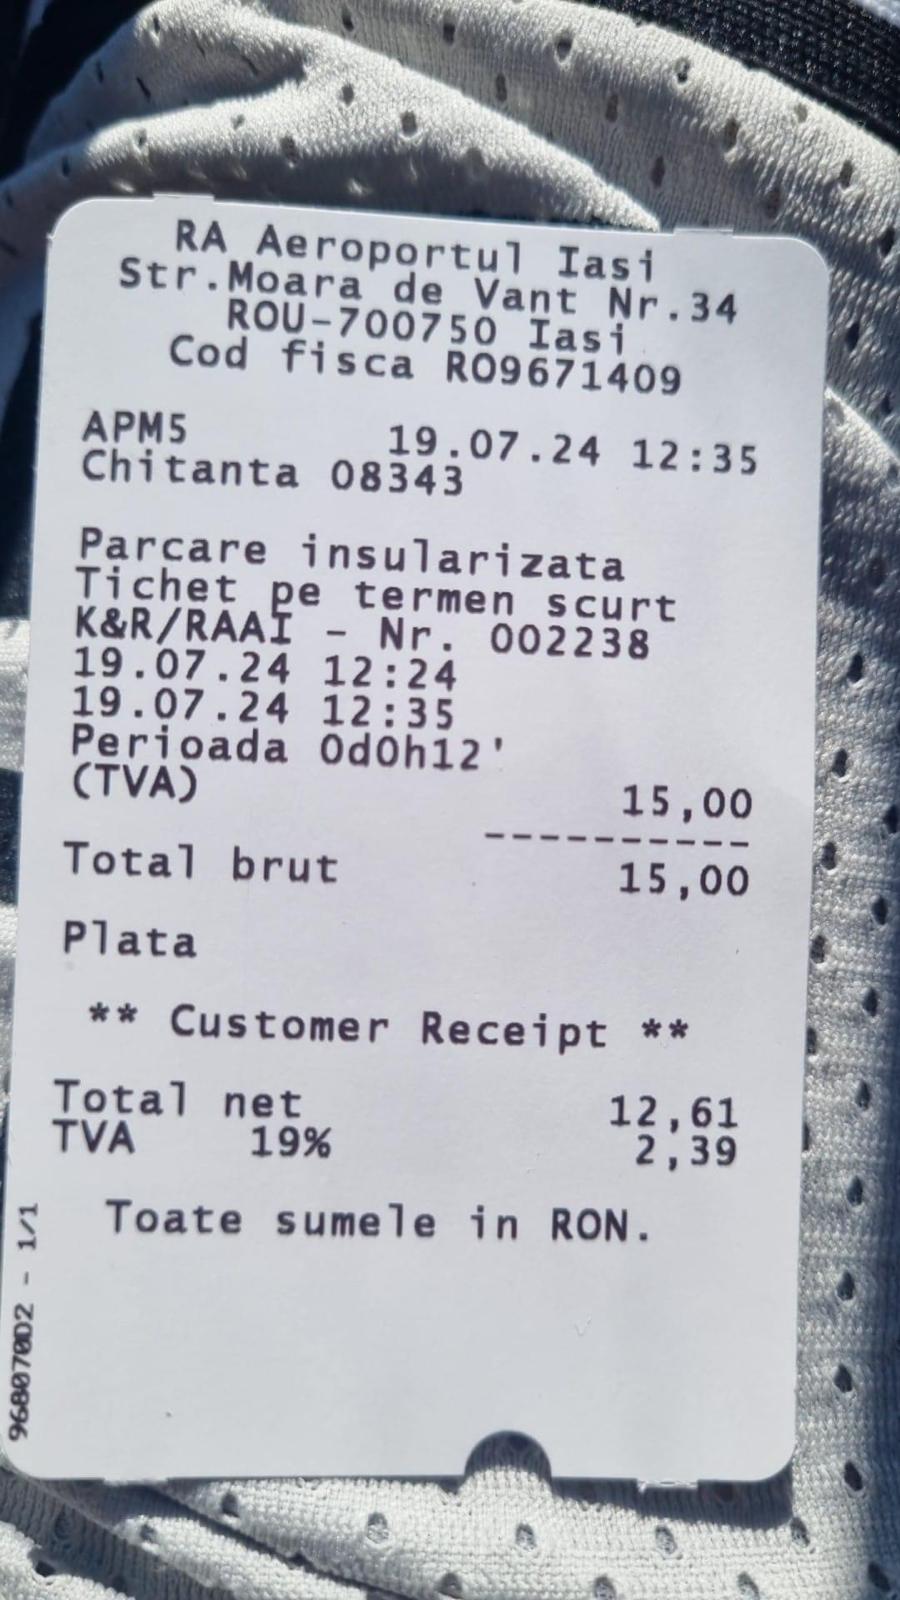 RA Aeroportul Iasi
Str.Moara de Vant Nr.34
ROU-700750 Iasi
Cod fisca RO9671409
APM5 19.07.24 12:35
Chitanta 08343
Parcare insularizata
Tichet pe termen scurt
K&R/RAAI - Nr. 002238
19.07.24 12:24
19.07.24 12:35
Perioada 0d0h12'
(TVA) 15,00
----------
Total brut 15,00
Plata
** Customer Receipt **
Total net 12,61
TVA 19% 2,39
Toate sumele in RON.
968070D2 - 1/1